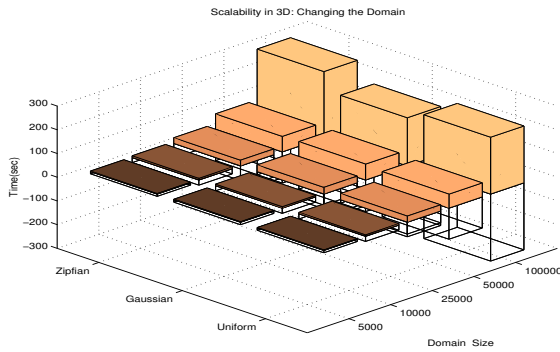 Scalability in 3D: Changing the Domain
300
200
100
0
−100
−200
−300
Time(sec)
Zipfian
Gaussian
Uniform
5000
10000
25000
50000
100000
Domain Size